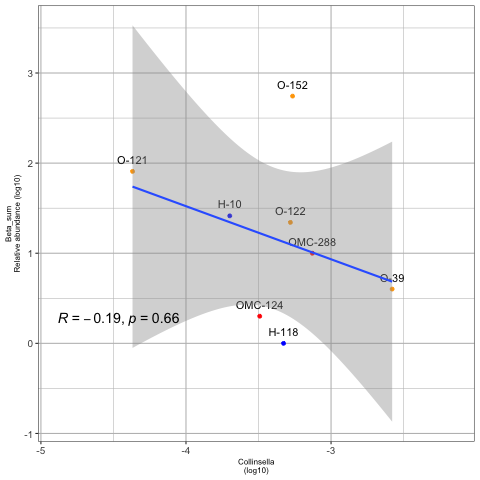 O-152
O-121
H-10
O-122
OMC-288
O-39
OMC-124
H-118
R = −0.19, p = 0.66
3
2
1
0
-1
-5
-4
-3
Beta_sum
Relative abundance (log10)
Collinsella
(log10)